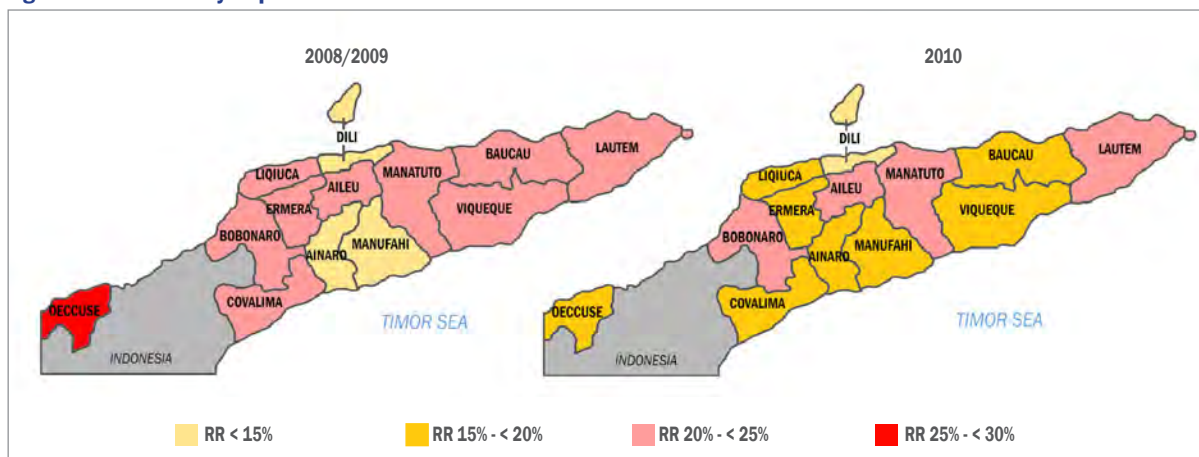 2008/2009
DILI
LIQIUCA
AILEU
MANATUTO
BAUCAU
LAUTEM
ERMERA
VIQUEQUE
BOBONARO
AINARO
MANUFAHI
COVALIMA
OECCUSE
INDONESIA
TIMOR SEA
2010
DILI
LIQIUCA
AILEU
MANATUTO
BAUCAU
LAUTEM
ERMERA
VIQUEQUE
BOBONARO
AINARO
MANUFAHI
COVALIMA
OECCUSE
INDONESIA
TIMOR SEA
RR < 15%
RR 15% - < 20%
RR 20% - < 25%
RR 25% - < 30%